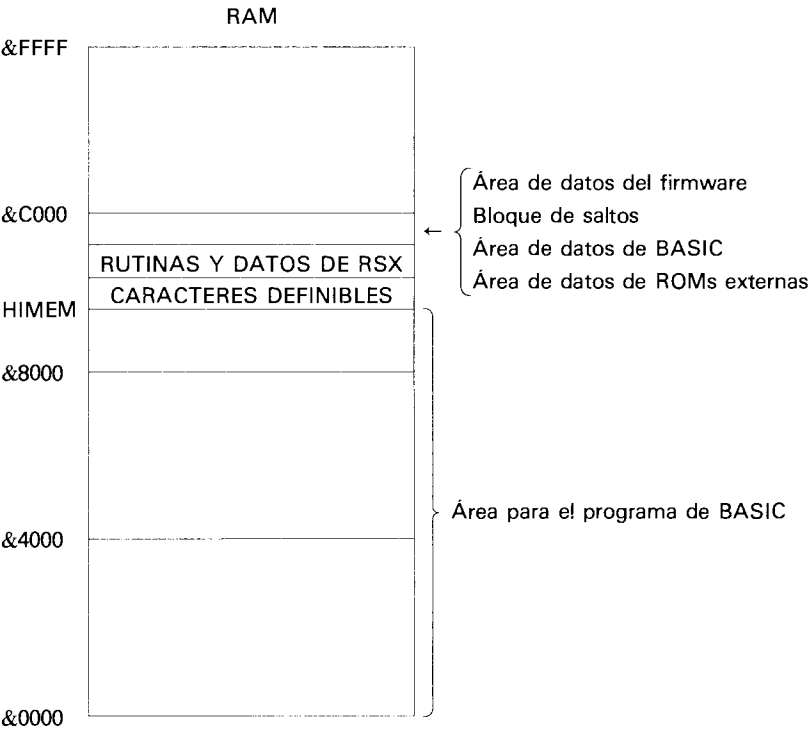 RAM
&FFFF
Área de datos del firmware
&C000
Bloque de saltos
←
Área de datos de BASIC
RUTINAS Y DATOS DE RSX
Área de datos de ROMs externas
CARACTERES DEFINIBLES
HIMEM
&8000
Área para el programa de BASIC
&4000
&0000